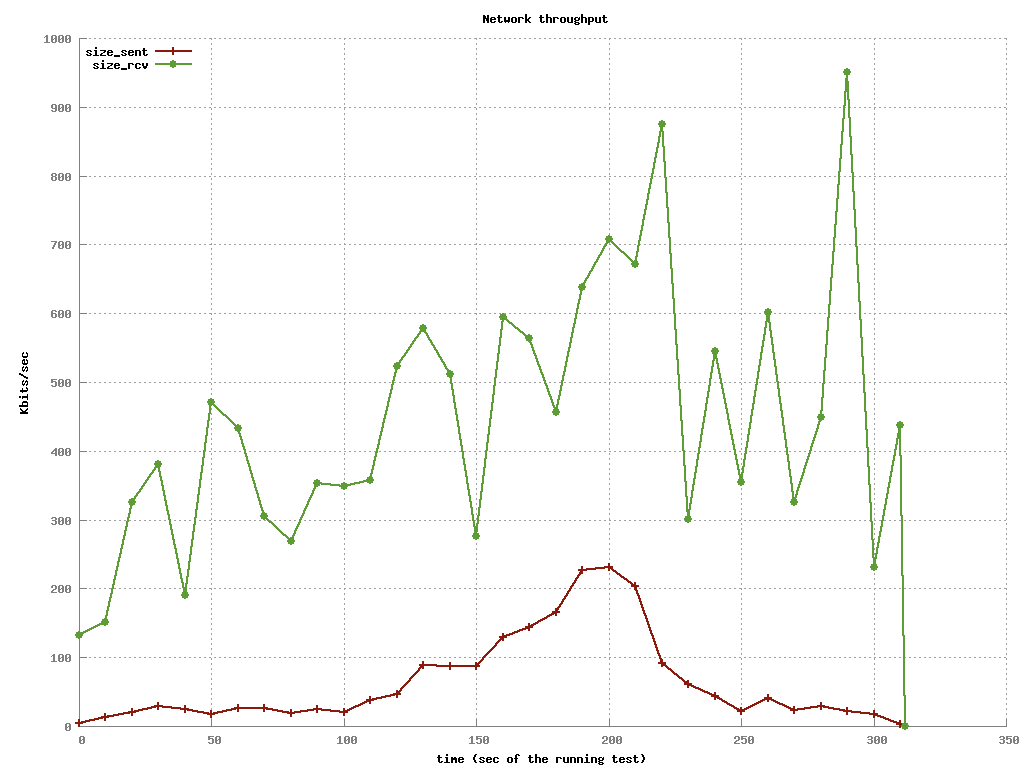 Network throughput
size_sent
size_rcv
1000
900
800
700
600
500
400
300
200
100
0
Kbits/sec
0 50 100 150 200 250 300 350
time (sec of the running test)